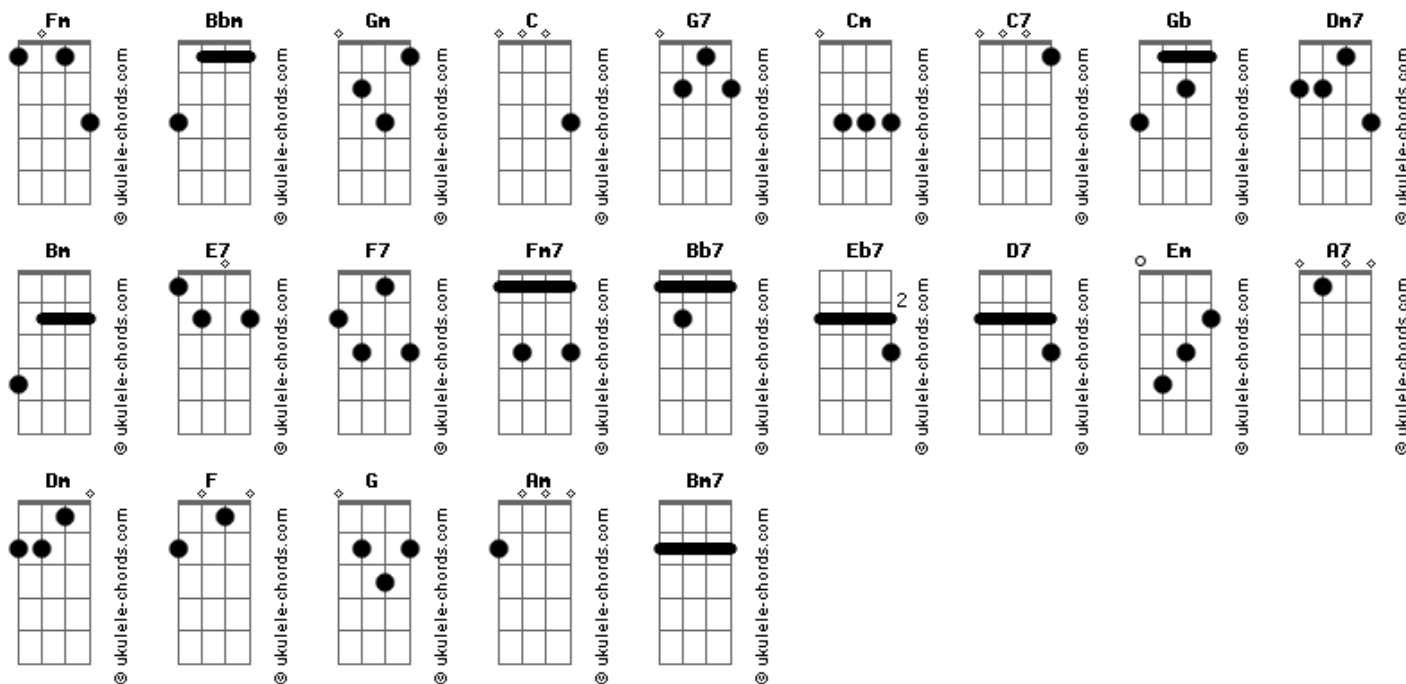 Fm Bbm Gm C G7 Cm C7 Gb Dm7
© ukulele-chords.com © ukulele-chords.com © ukulele-chords.com © ukulele-chords.com © ukulele-chords.com © ukulele-chords.com © ukulele-chords.com © ukulele-chords.com © ukulele-chords.com
Bm E7 F7 Fm7 Bb7 Eb7 D7 Em A7
2
© ukulele-chords.com © ukulele-chords.com © ukulele-chords.com © ukulele-chords.com © ukulele-chords.com © ukulele-chords.com © ukulele-chords.com © ukulele-chords.com © ukulele-chords.com
Dm F G Am Bm7
© ukulele-chords.com © ukulele-chords.com © ukulele-chords.com © ukulele-chords.com © ukulele-chords.com